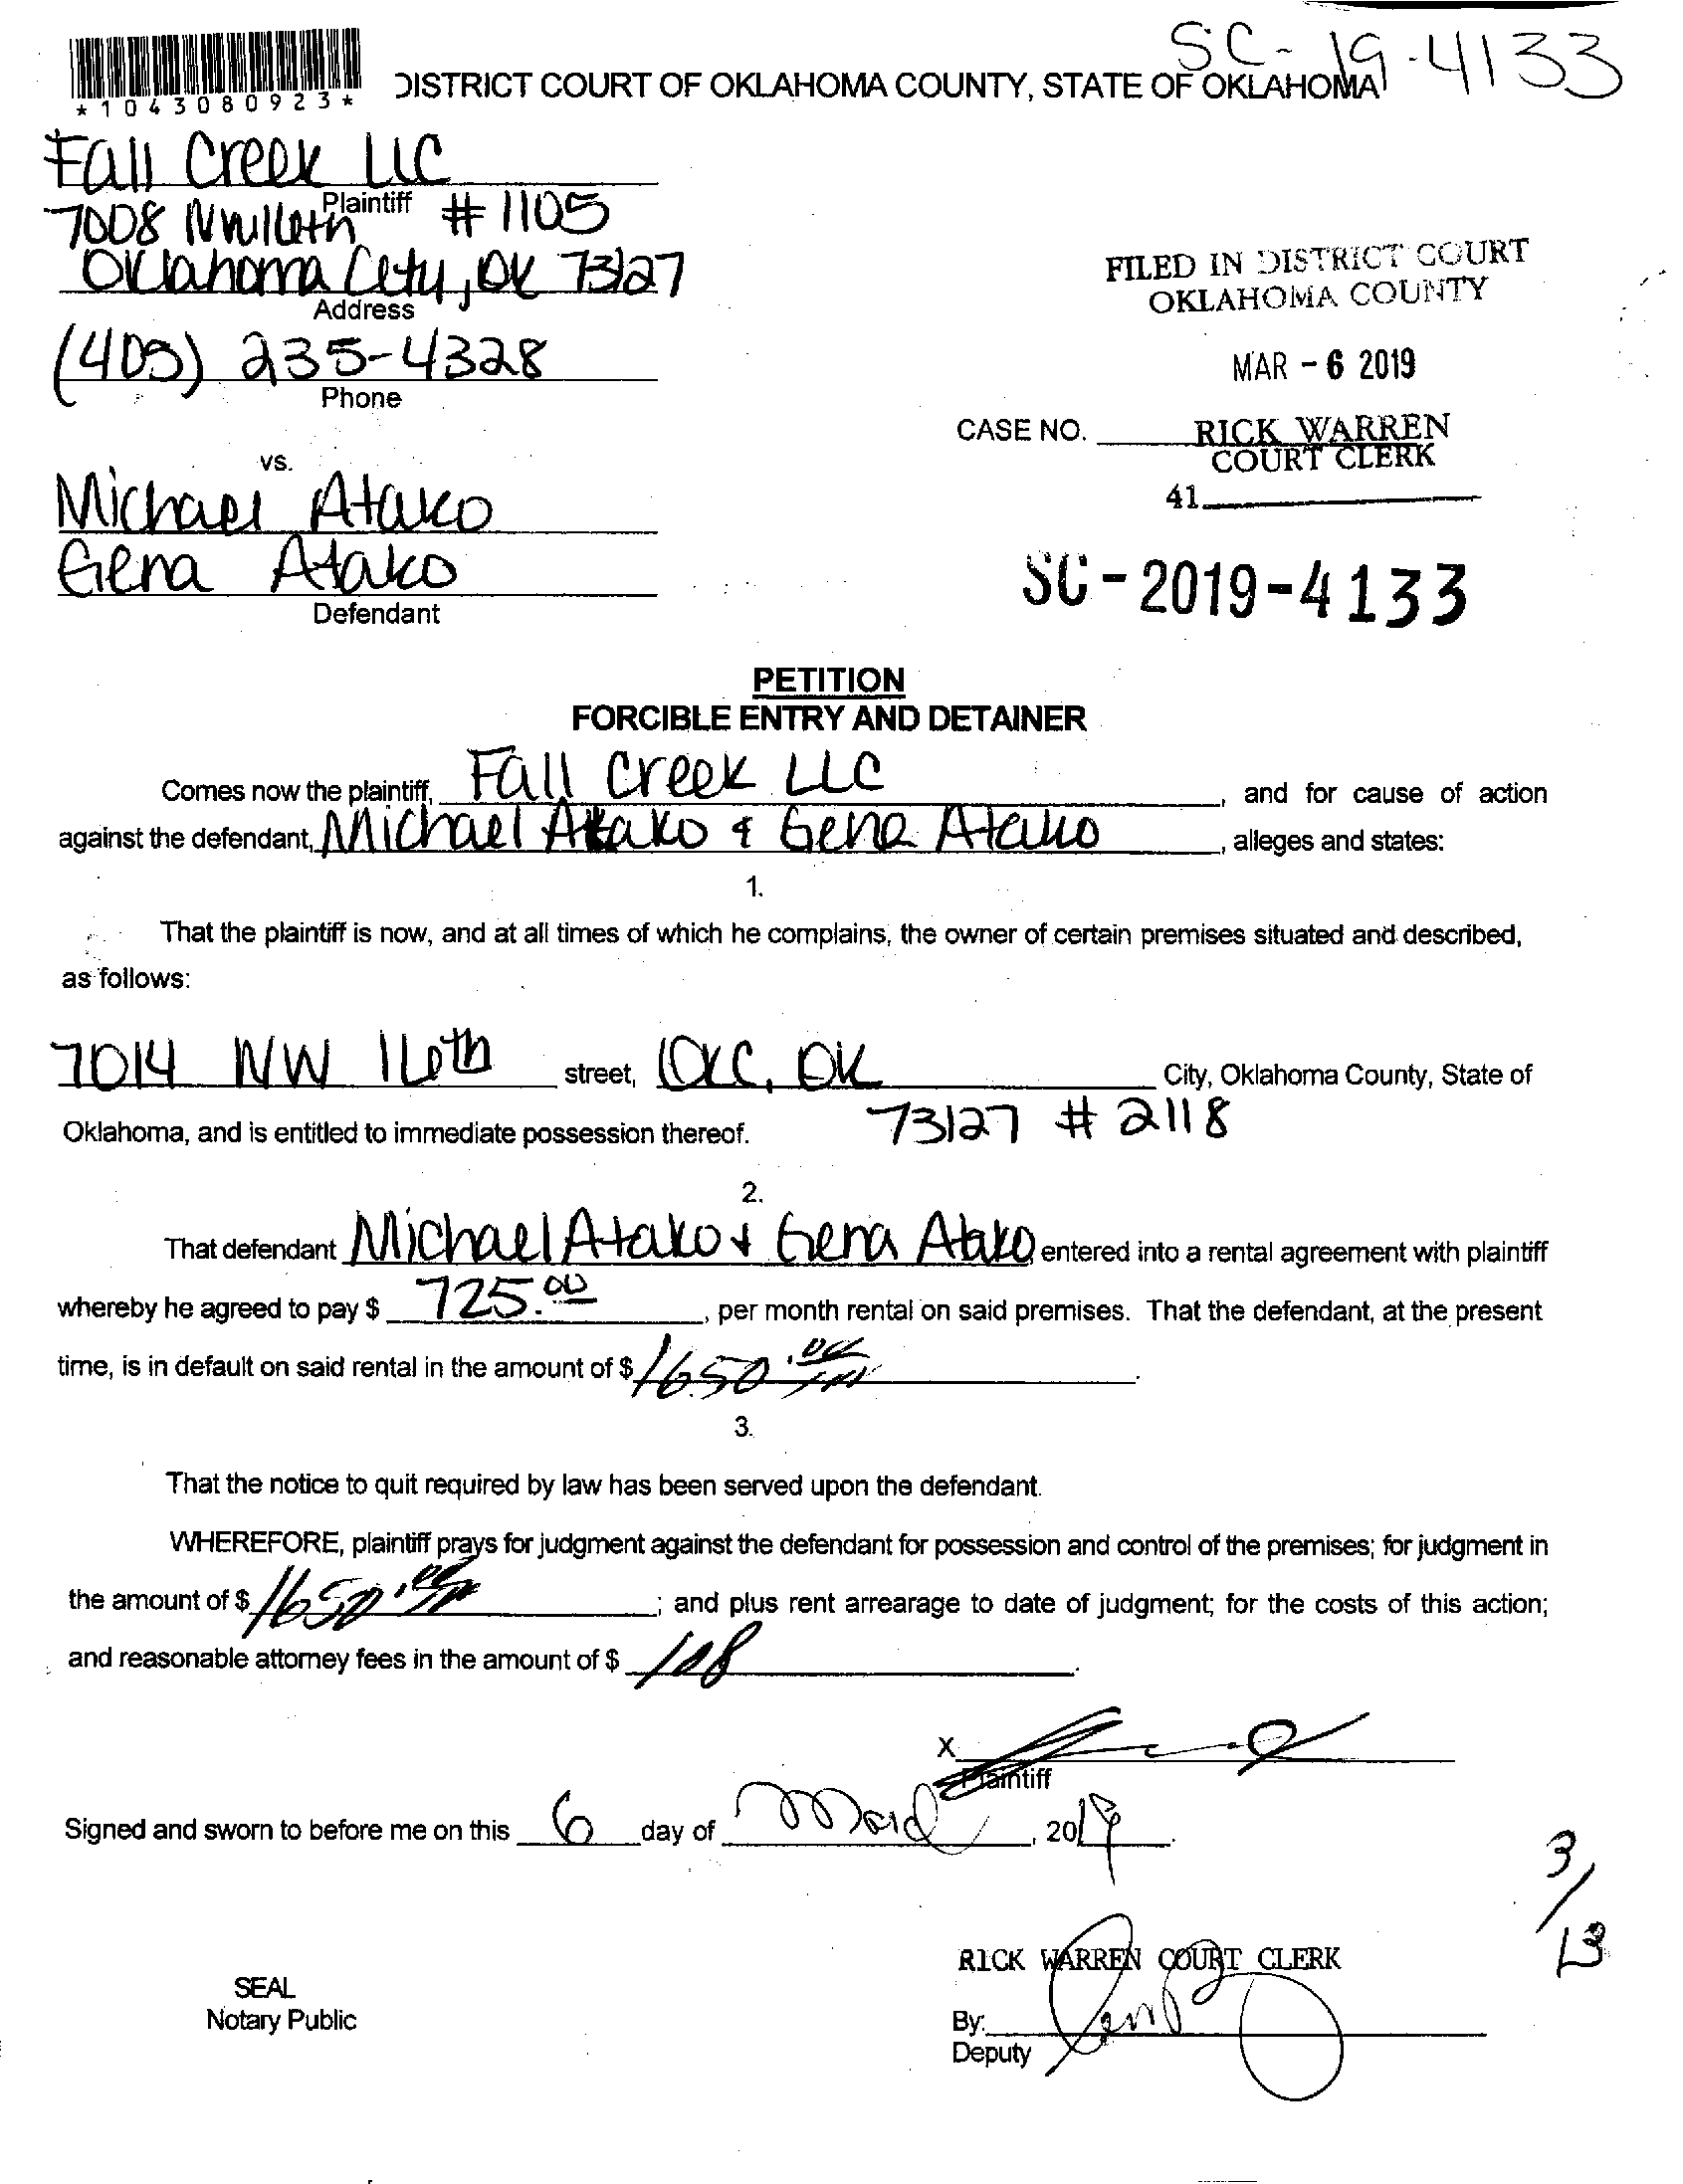 SC-19-4133
*1043080923*
DISTRICT COURT OF OKLAHOMA COUNTY, STATE OF OKLAHOMA
Fall Creek LLC
Plaintiff
7008 NW 16th # 1105
Oklahoma City, OK 73127
Address
(405) 235-4328
Phone
FILED IN DISTRICT COURT
OKLAHOMA COUNTY
MAR - 6 2019
RICK WARREN
COURT CLERK
41
CASE NO.
SC-2019-4133
vs.
Michael Atako
Gena Atako
Defendant
PETITION
FORCIBLE ENTRY AND DETAINER
Comes now the plaintiff, Fall Creek LLC, and for cause of action
against the defendant, Michael Atako & Gena Atako, alleges and states:
1.
That the plaintiff is now, and at all times of which he complains, the owner of certain premises situated and described,
as follows:
7014 NW 16th street, OKC, OK City, Oklahoma County, State of
Oklahoma, and is entitled to immediate possession thereof. 73127 # 2118
2.
That defendant Michael Atako & Gena Atako, entered into a rental agreement with plaintiff
whereby he agreed to pay $ 725.00, per month rental on said premises. That the defendant, at the present
time, is in default on said rental in the amount of $ 1650.00.
3.
That the notice to quit required by law has been served upon the defendant.
WHEREFORE, plaintiff prays for judgment against the defendant for possession and control of the premises; for judgment in
the amount of $ 1650.00; and plus rent arrearage to date of judgment; for the costs of this action;
and reasonable attorney fees in the amount of $ 108.
X
Plaintiff
Signed and sworn to before me on this 6 day of March, 2019.
3/13
RICK WARREN COURT CLERK
SEAL
Notary Public
By:
Deputy